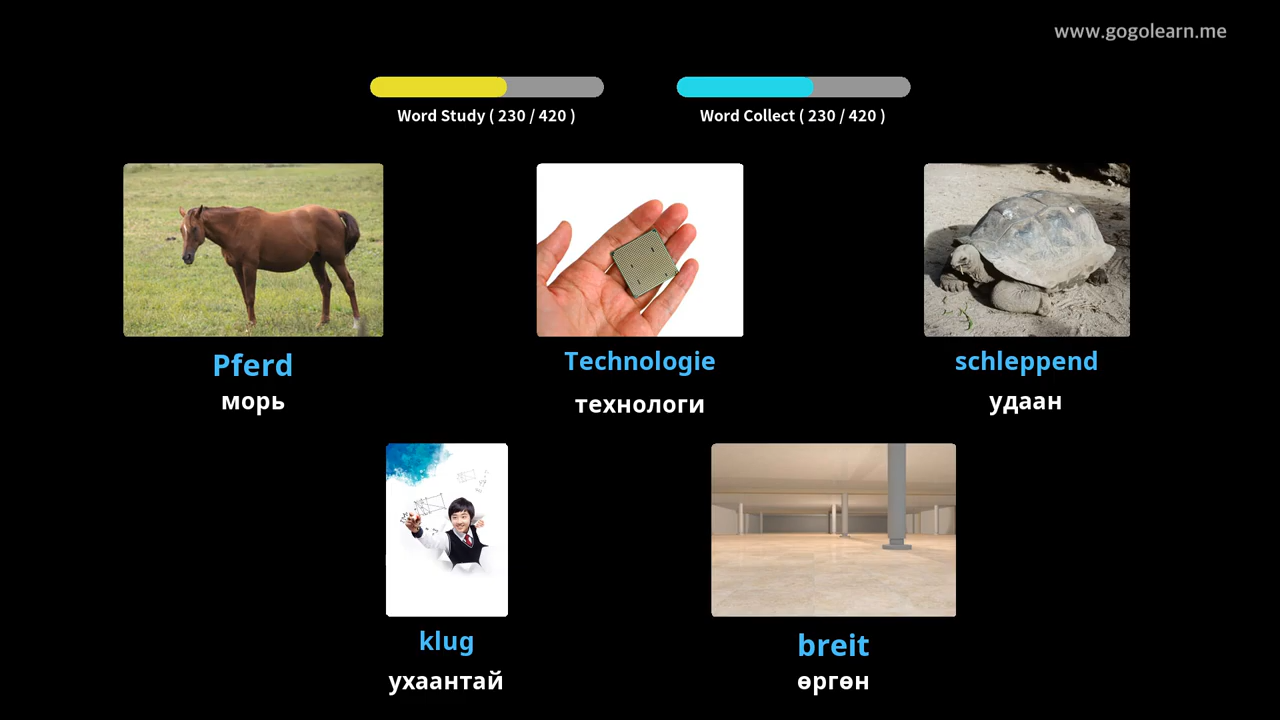 www.gogolearn.me
Word Study ( 230 / 420 )
Word Collect ( 230 / 420 )
Pferd
морь
Technologie
технологи
schleppend
удаан
klug
ухаантай
breit
өргөн